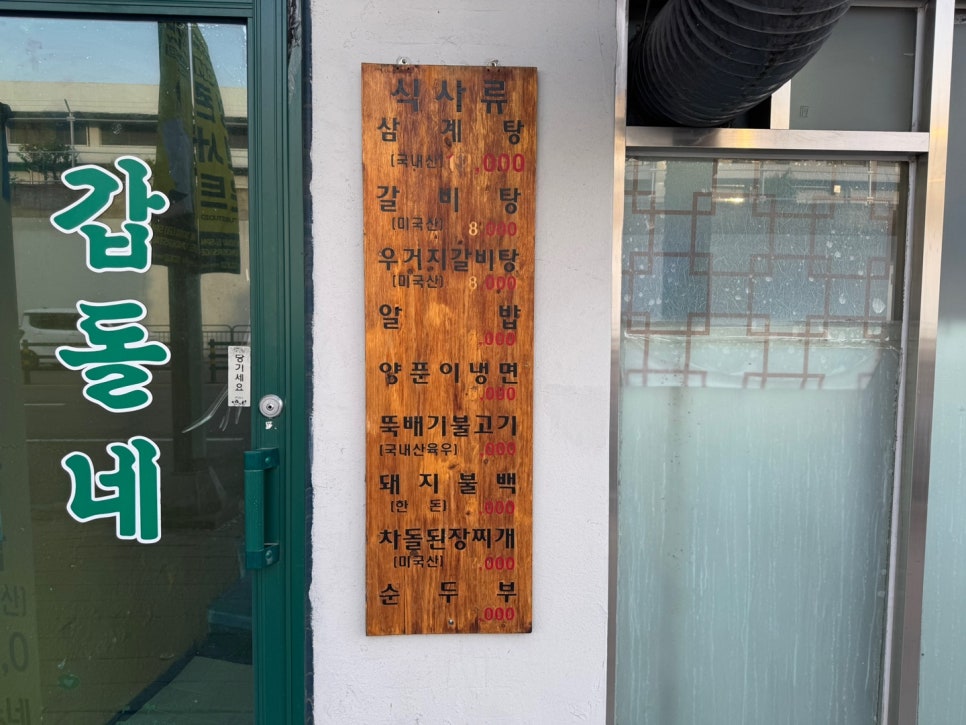 갑돌네
당기세요
식사류
삼계탕
[국내산] .000
갈비탕
[미국산] 8.000
우거지갈비탕
[미국산] 8.000
알밥
.000
양푼이냉면
.000
뚝배기불고기
[국내산육우] .000
돼지불백
[한돈] .000
차돌된장찌개
[미국산] .000
순두부
.000